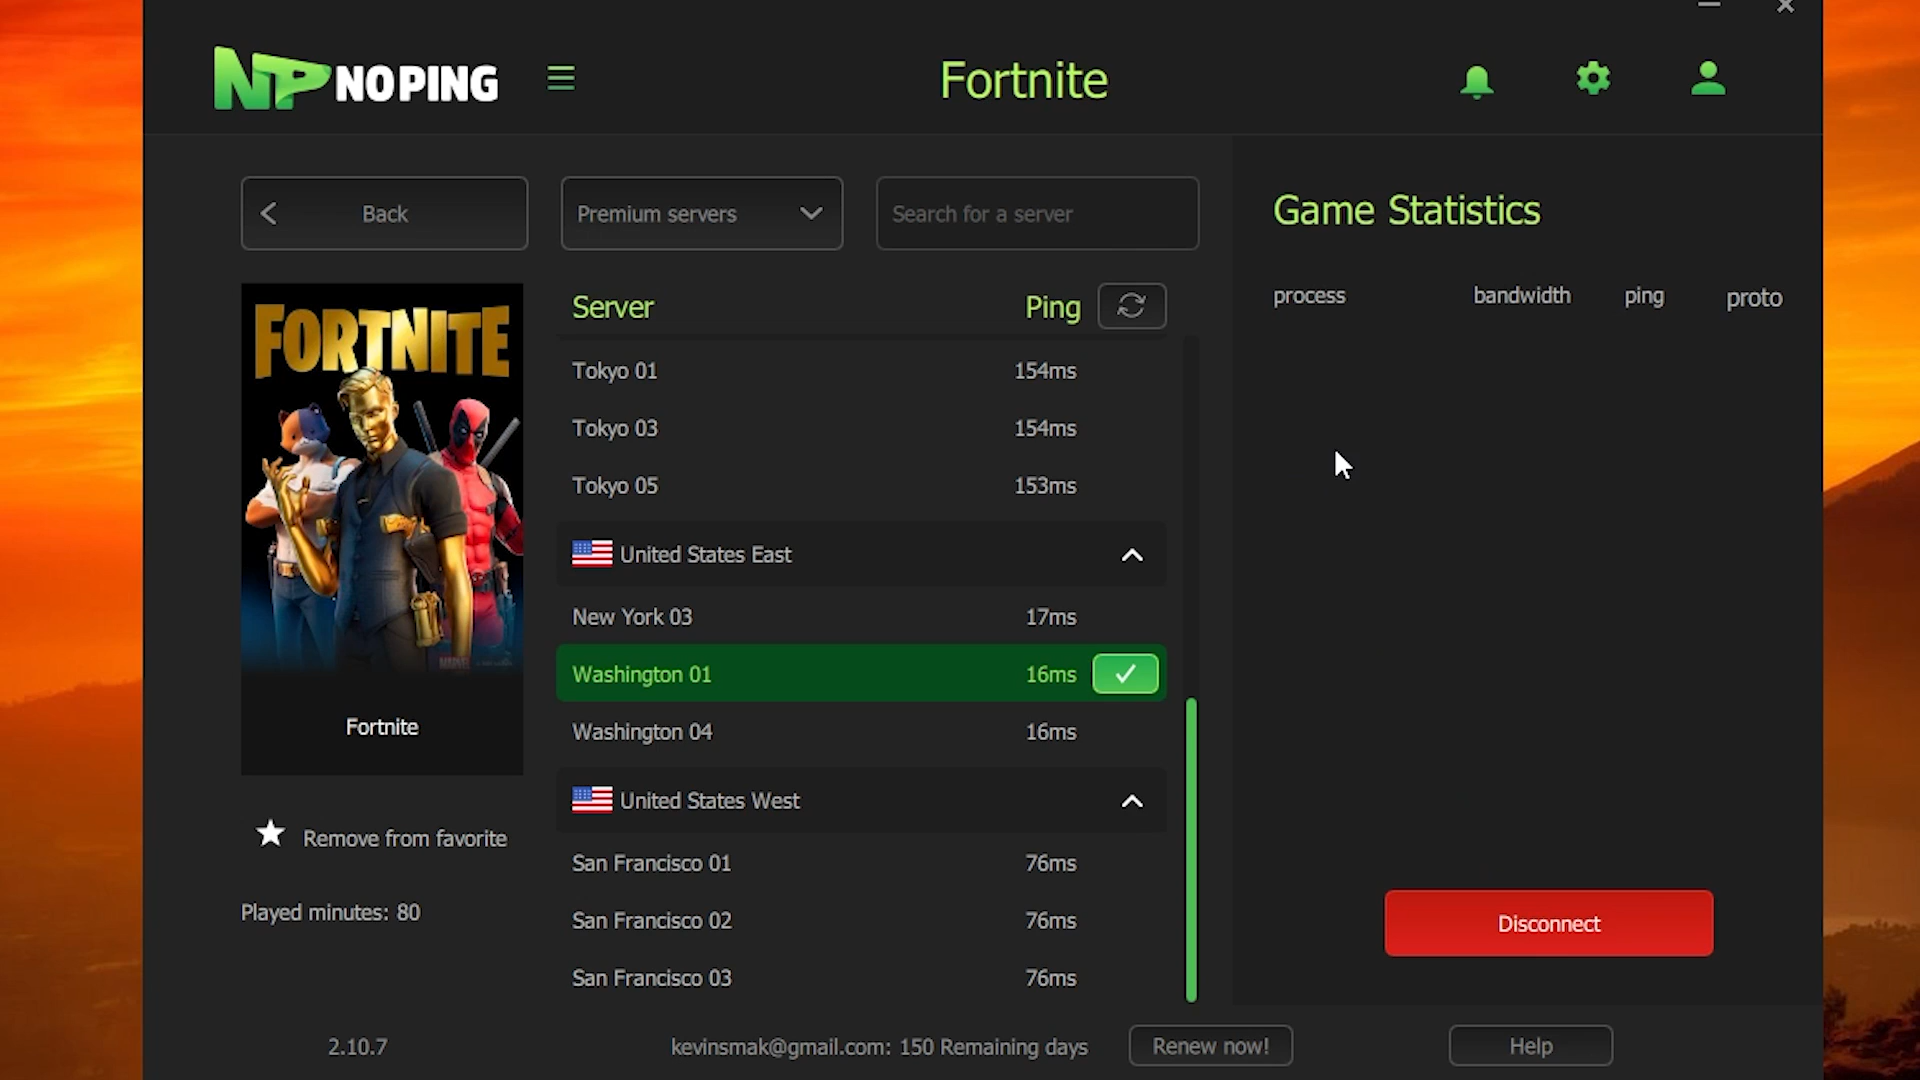 NP NOPING
Fortnite
Back
Premium servers
Search for a server
Game Statistics
process bandwidth ping proto
Server Ping
FORTNITE
MARVEL
Fortnite
Remove from favorite
Played minutes: 80
Tokyo 01 154ms
Tokyo 03 154ms
Tokyo 05 153ms
United States East
New York 03 17ms
Washington 01 16ms
Washington 04 16ms
United States West
San Francisco 01 76ms
San Francisco 02 76ms
San Francisco 03 76ms
Disconnect
2.10.7
kevinsmak@gmail.com: 150 Remaining days
Renew now!
Help